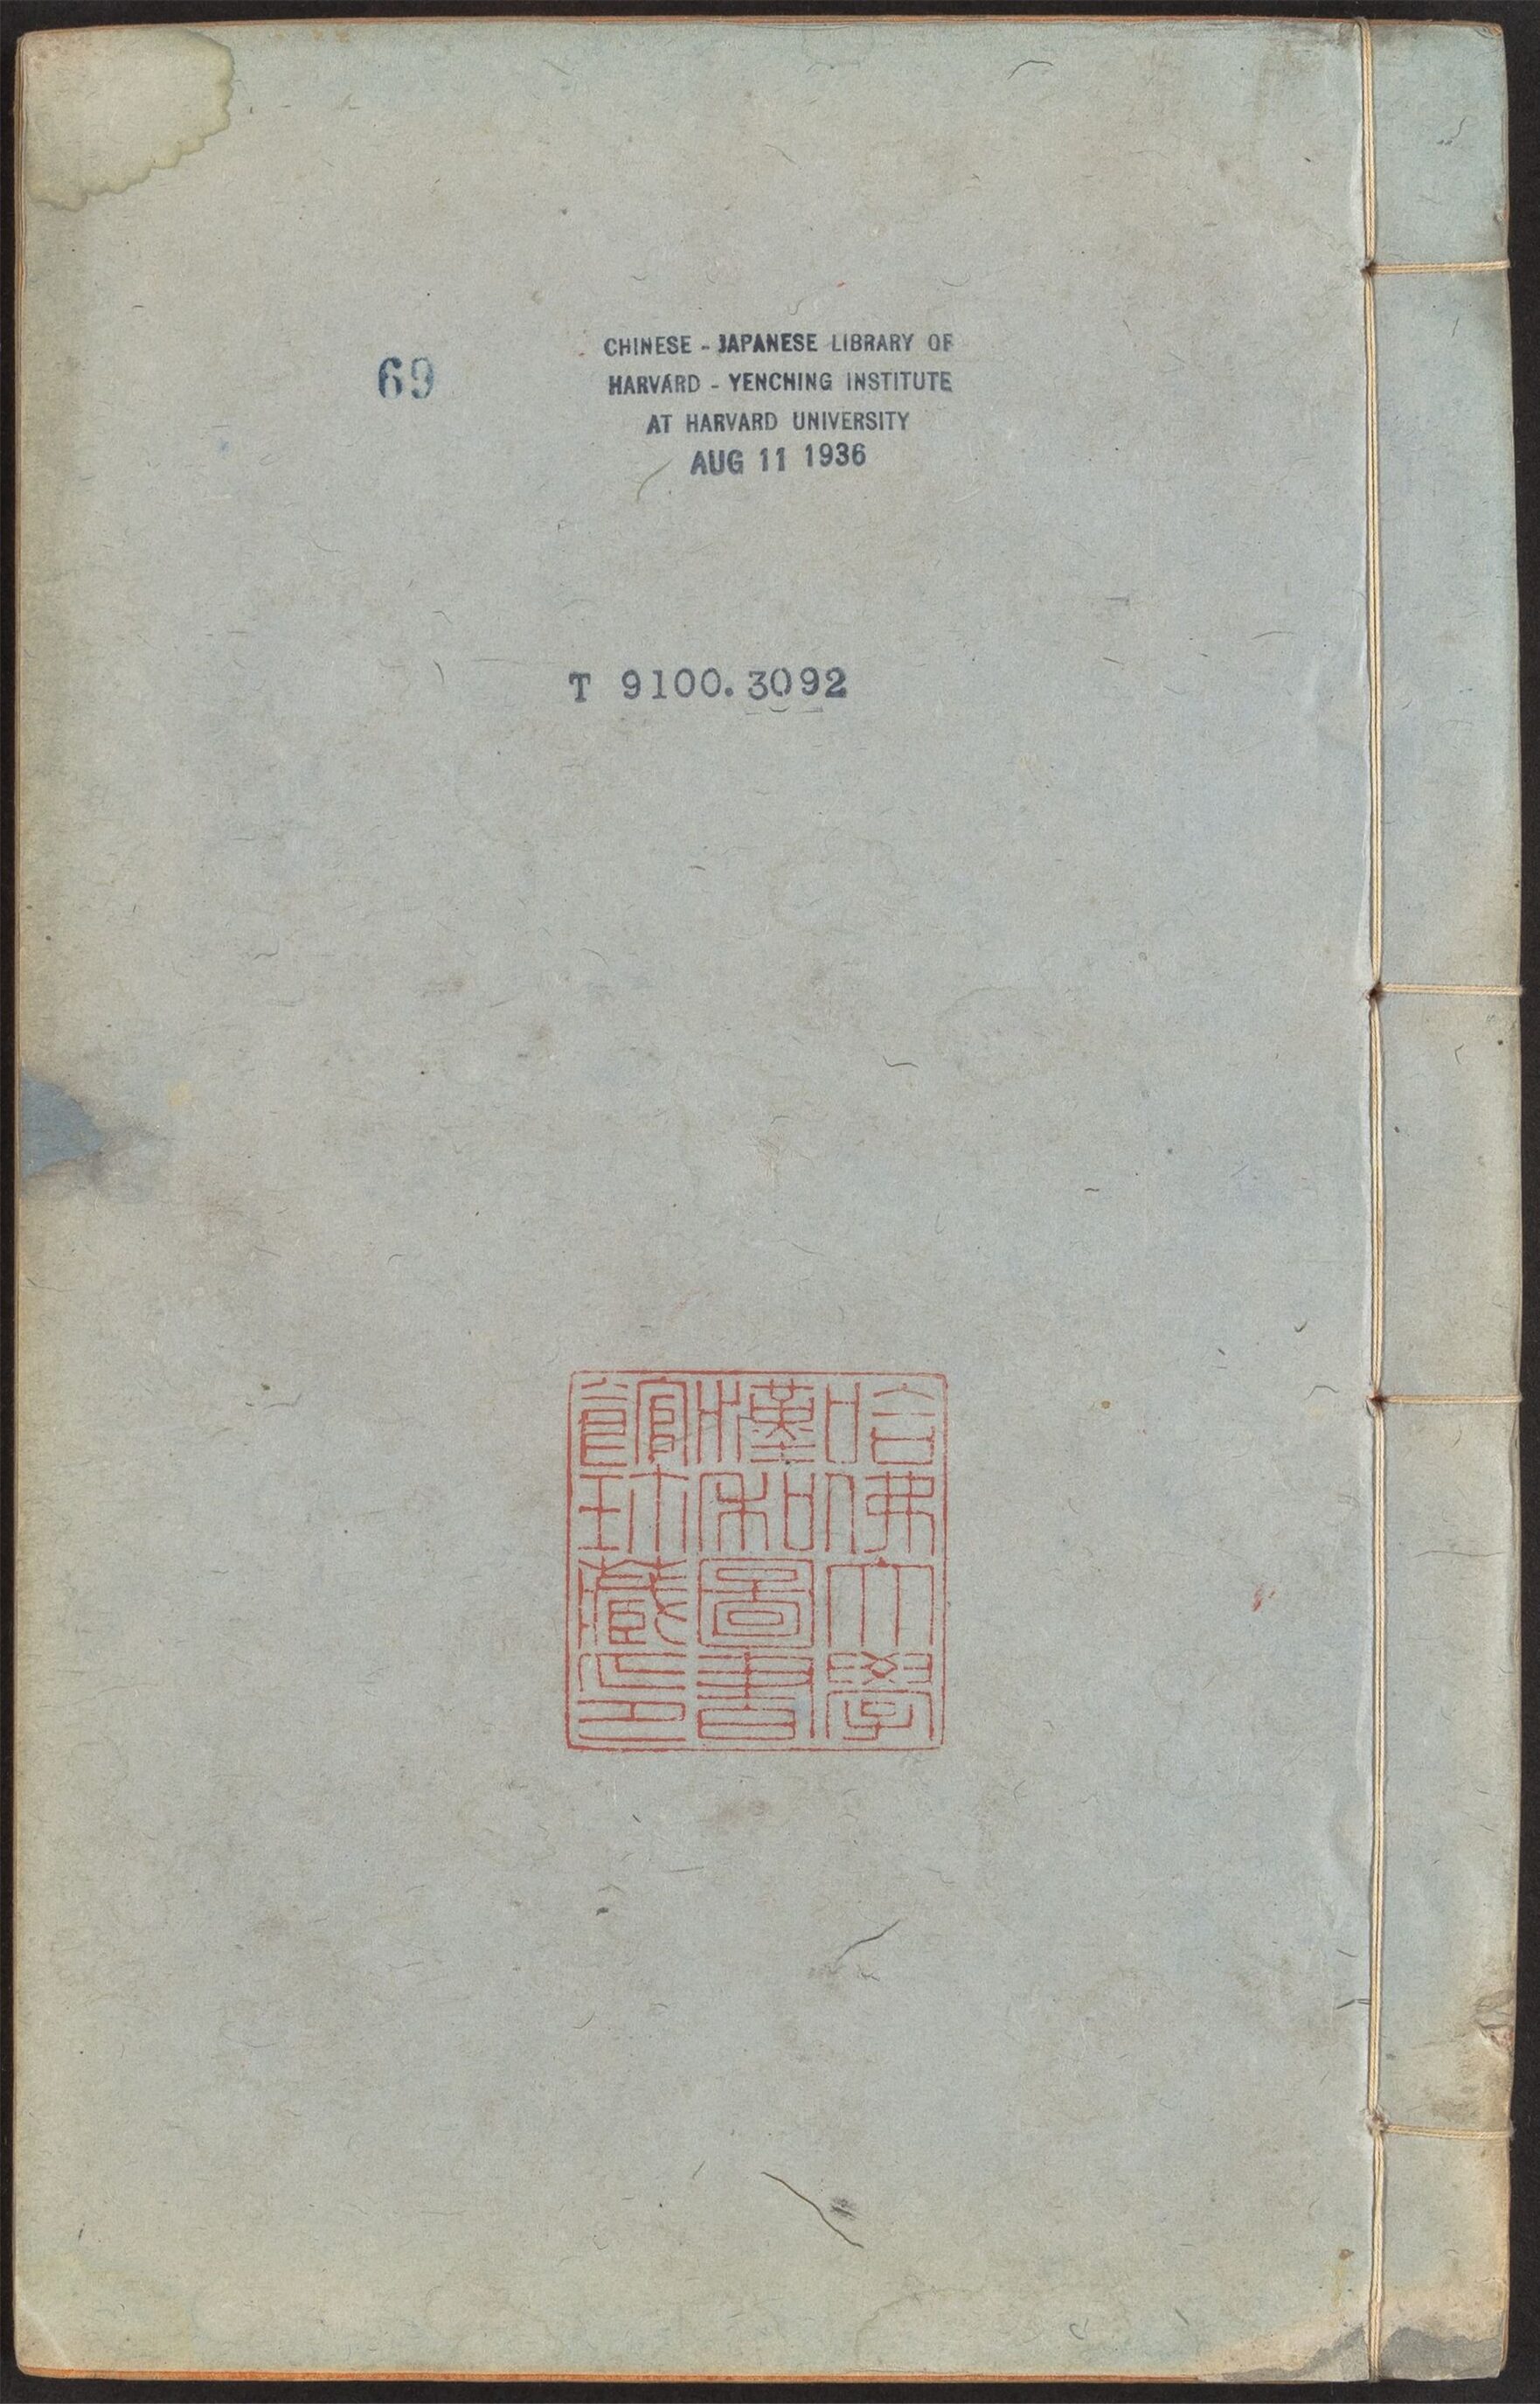 69
CHINESE - JAPANESE LIBRARY OF
HARVARD - YENCHING INSTITUTE
AT HARVARD UNIVERSITY
AUG 11 1936
T 9100.3092
哈佛大學
漢和圖書
館珍藏印